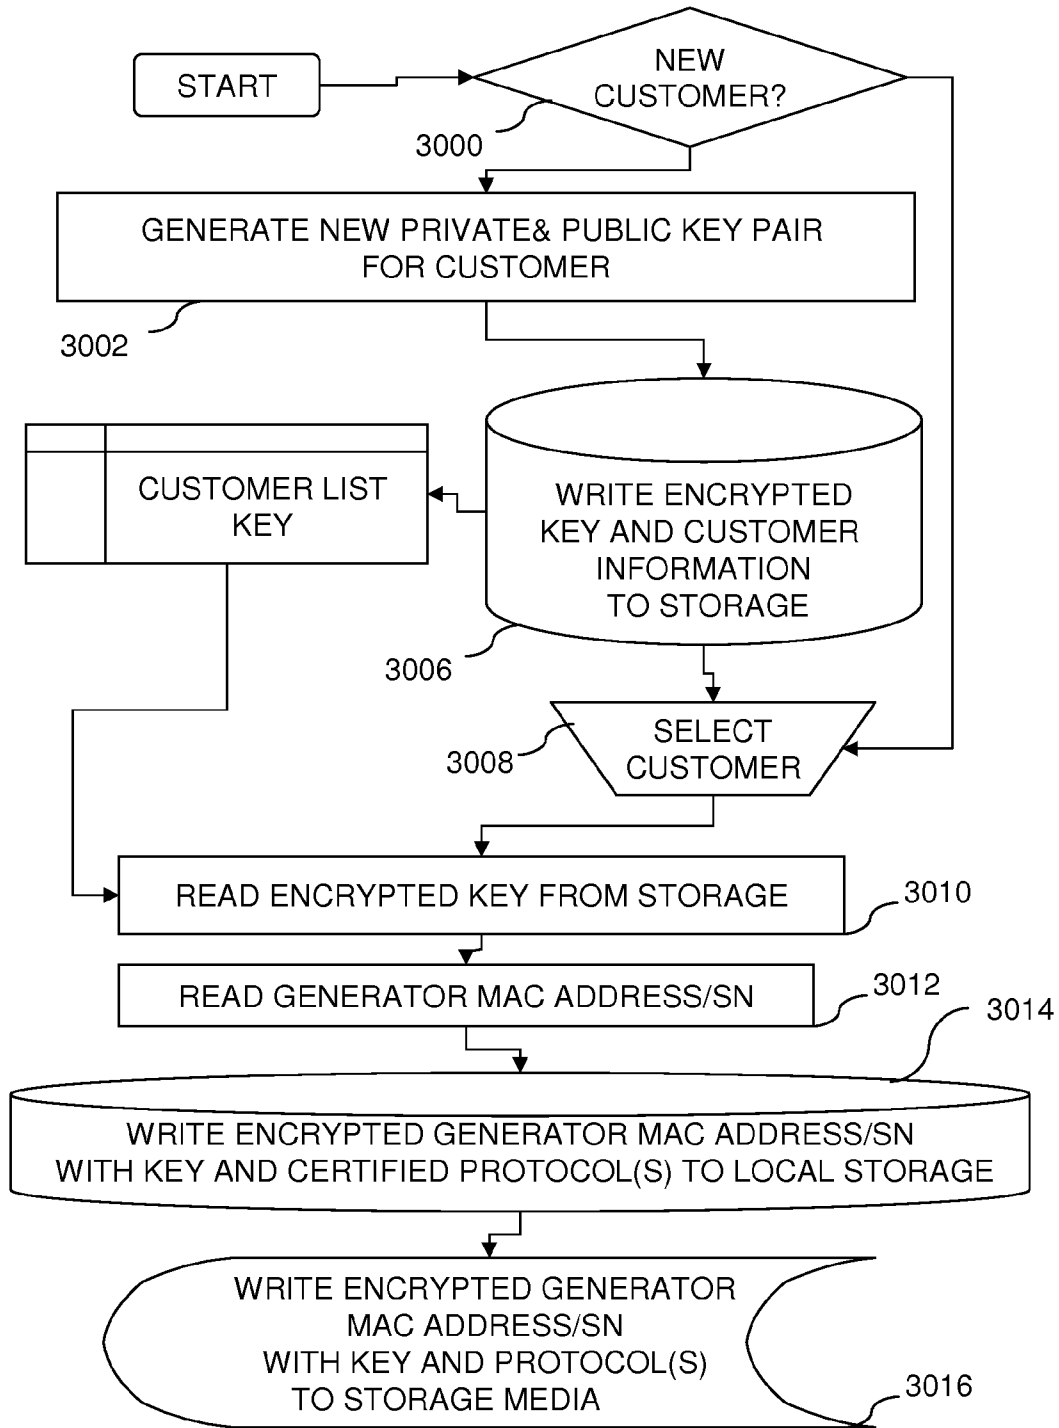 START
NEW
CUSTOMER?
3000
GENERATE NEW PRIVATE& PUBLIC KEY PAIR
FOR CUSTOMER
3002
CUSTOMER LIST
KEY
WRITE ENCRYPTED
KEY AND CUSTOMER
INFORMATION
TO STORAGE
3006
SELECT
CUSTOMER
3008
READ ENCRYPTED KEY FROM STORAGE
3010
READ GENERATOR MAC ADDRESS/SN
3012
3014
WRITE ENCRYPTED GENERATOR MAC ADDRESS/SN
WITH KEY AND CERTIFIED PROTOCOL(S) TO LOCAL STORAGE
WRITE ENCRYPTED GENERATOR
MAC ADDRESS/SN
WITH KEY AND PROTOCOL(S)
TO STORAGE MEDIA
3016